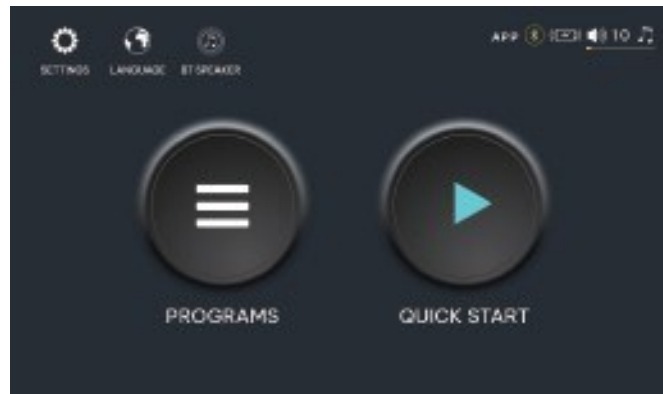 APP 10
SETTINGS LANGUAGE BT SPEAKER
PROGRAMS QUICK START